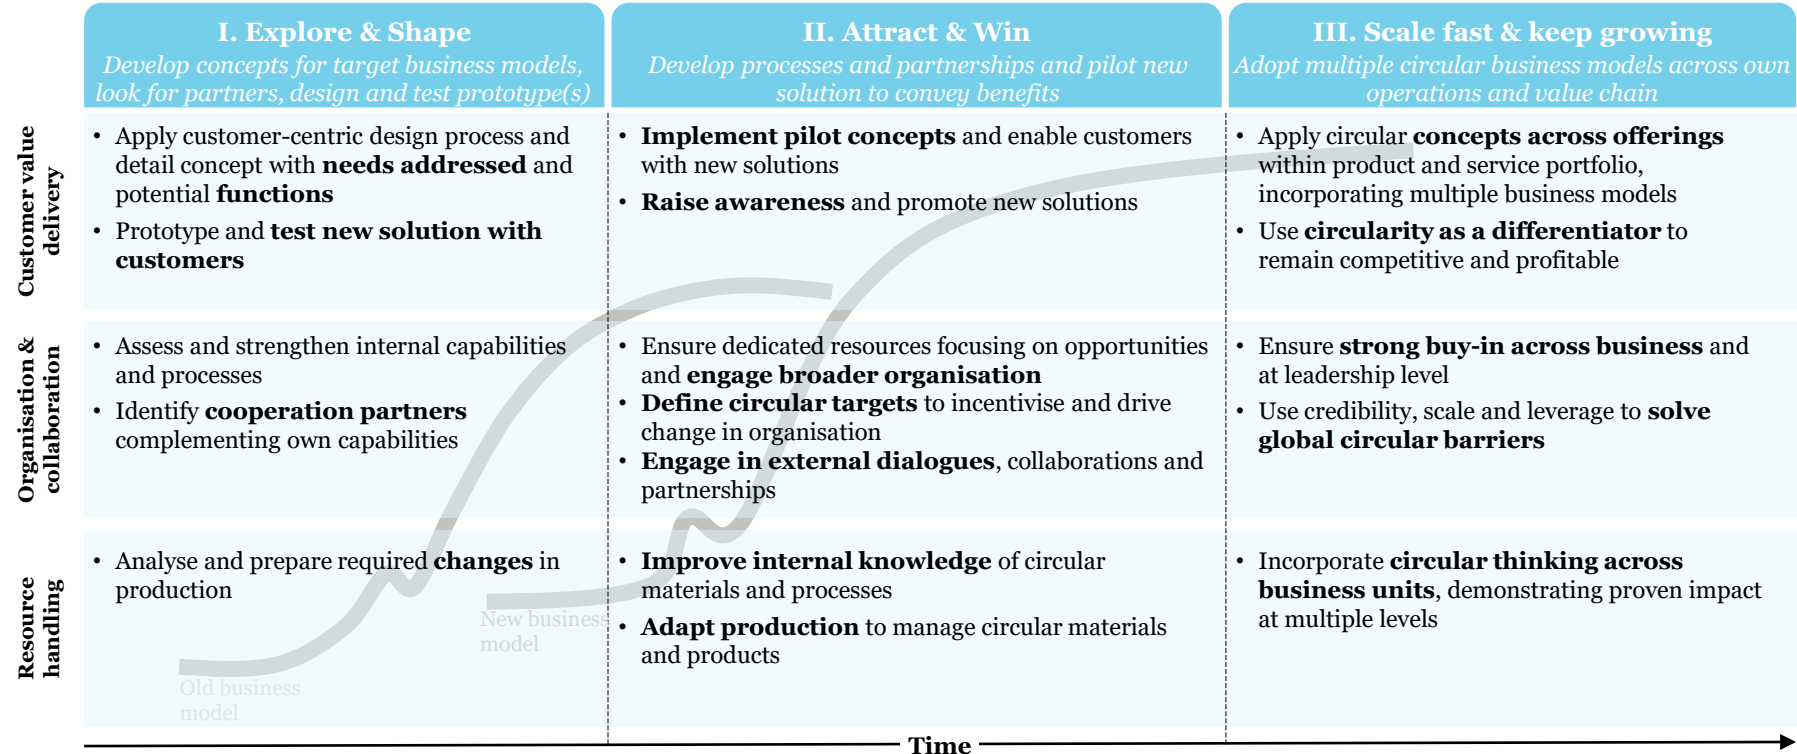 I. Explore & Shape
Develop concepts for target business models,
look for partners, design and test prototype(s)
II. Attract & Win
Develop processes and partnerships and pilot new
solution to convey benefits
III. Scale fast & keep growing
Adopt multiple circular business models across own
operations and value chain
Customer value
delivery
• Apply customer-centric design process and
detail concept with needs addressed and
potential functions
• Prototype and test new solution with
customers
• Implement pilot concepts and enable customers
with new solutions
• Raise awareness and promote new solutions
• Apply circular concepts across offerings
within product and service portfolio,
incorporating multiple business models
• Use circularity as a differentiator to
remain competitive and profitable
Organisation &
collaboration
• Assess and strengthen internal capabilities
and processes
• Identify cooperation partners
complementing own capabilities
• Ensure dedicated resources focusing on opportunities
and engage broader organisation
• Define circular targets to incentivise and drive
change in organisation
• Engage in external dialogues, collaborations and
partnerships
• Ensure strong buy-in across business and
at leadership level
• Use credibility, scale and leverage to solve
global circular barriers
Resource
handling
• Analyse and prepare required changes in
production
Old business
model
New business
model
• Improve internal knowledge of circular
materials and processes
• Adapt production to manage circular materials
and products
• Incorporate circular thinking across
business units, demonstrating proven impact
at multiple levels
Time